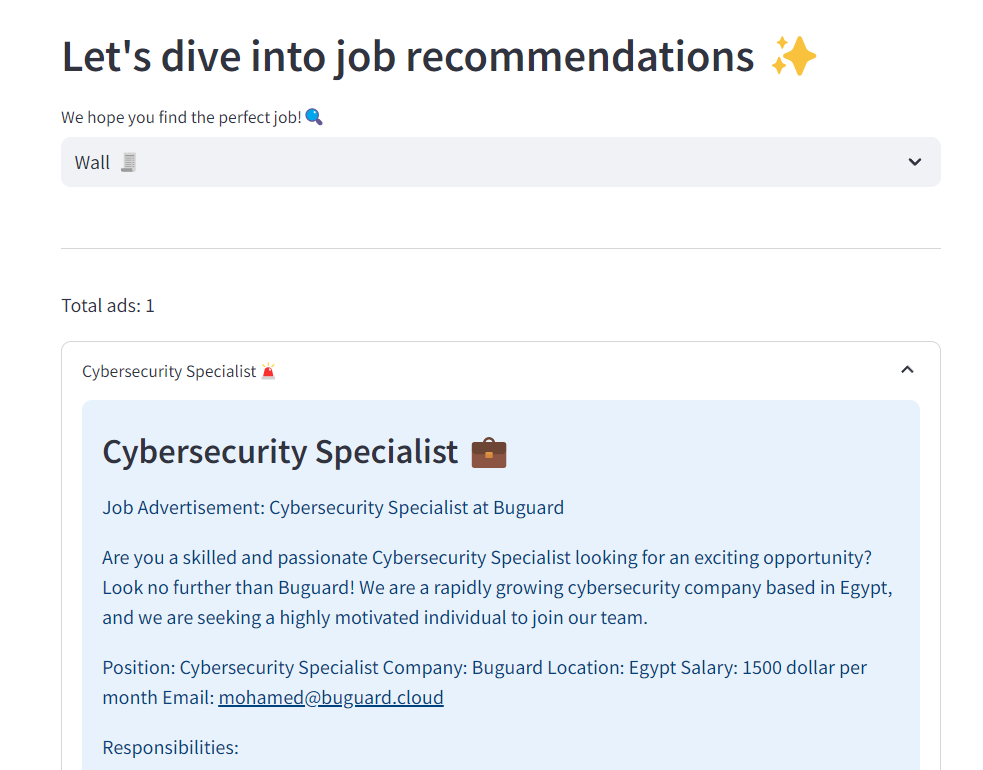 Let's dive into job recommendations ✨
We hope you find the perfect job!🔍
Wall 🧾
Total ads: 1
Cybersecurity Specialist 🚨
Cybersecurity Specialist 💼
Job Advertisement: Cybersecurity Specialist at Buguard
Are you a skilled and passionate Cybersecurity Specialist looking for an exciting opportunity?
Look no further than Buguard! We are a rapidly growing cybersecurity company based in Egypt,
and we are seeking a highly motivated individual to join our team.
Position: Cybersecurity Specialist Company: Buguard Location: Egypt Salary: 1500 dollar per
month Email: mohamed@buguard.cloud
Responsibilities: